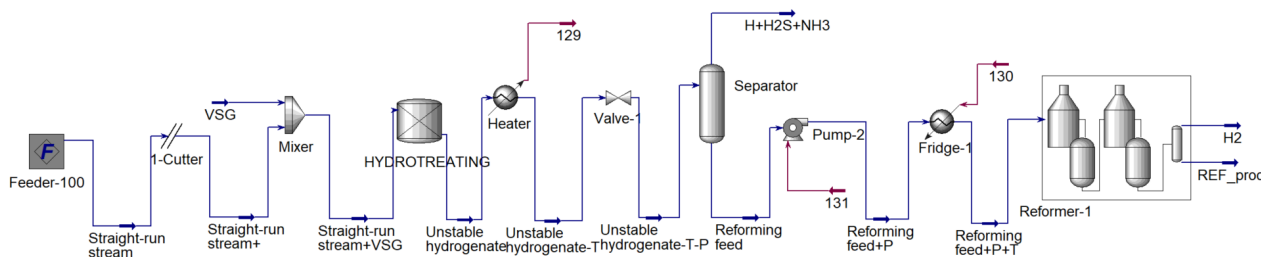 H+H2S+NH3
129
130
Separator
VSG
Heater
Valve-1
F
1-Cutter
Mixer
HYDROTREATING
Pump-2
Fridge-1
H2
REF_prod
Feeder-100
131
Reformer-1
Straight-run
stream
Straight-run
stream+
Straight-run
stream+VSG
Unstable
hydrogenate
Unstable
hydrogenate-T
Unstable
hydrogenate-T-P
Reforming
feed
Reforming
feed+P
Reforming
feed+P+T